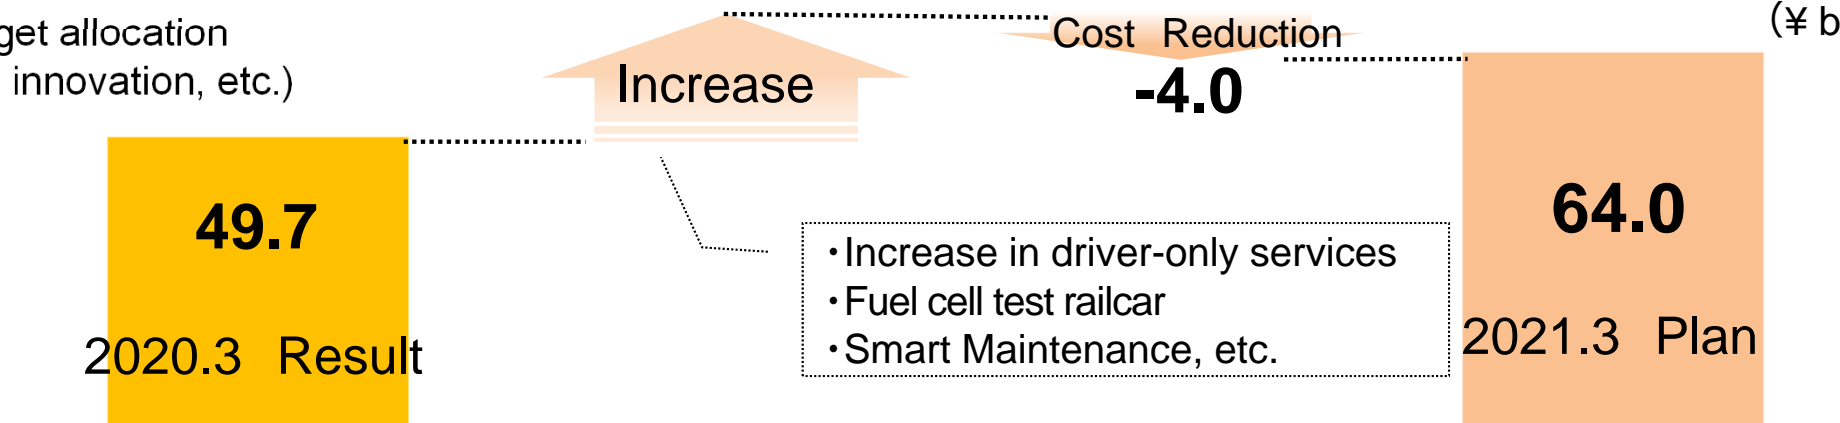 get allocation
innovation, etc.)
(¥ b
Increase
Cost Reduction
-4.0
49.7
2020.3 Result
・Increase in driver-only services
・Fuel cell test railcar
・Smart Maintenance, etc.
64.0
2021.3 Plan